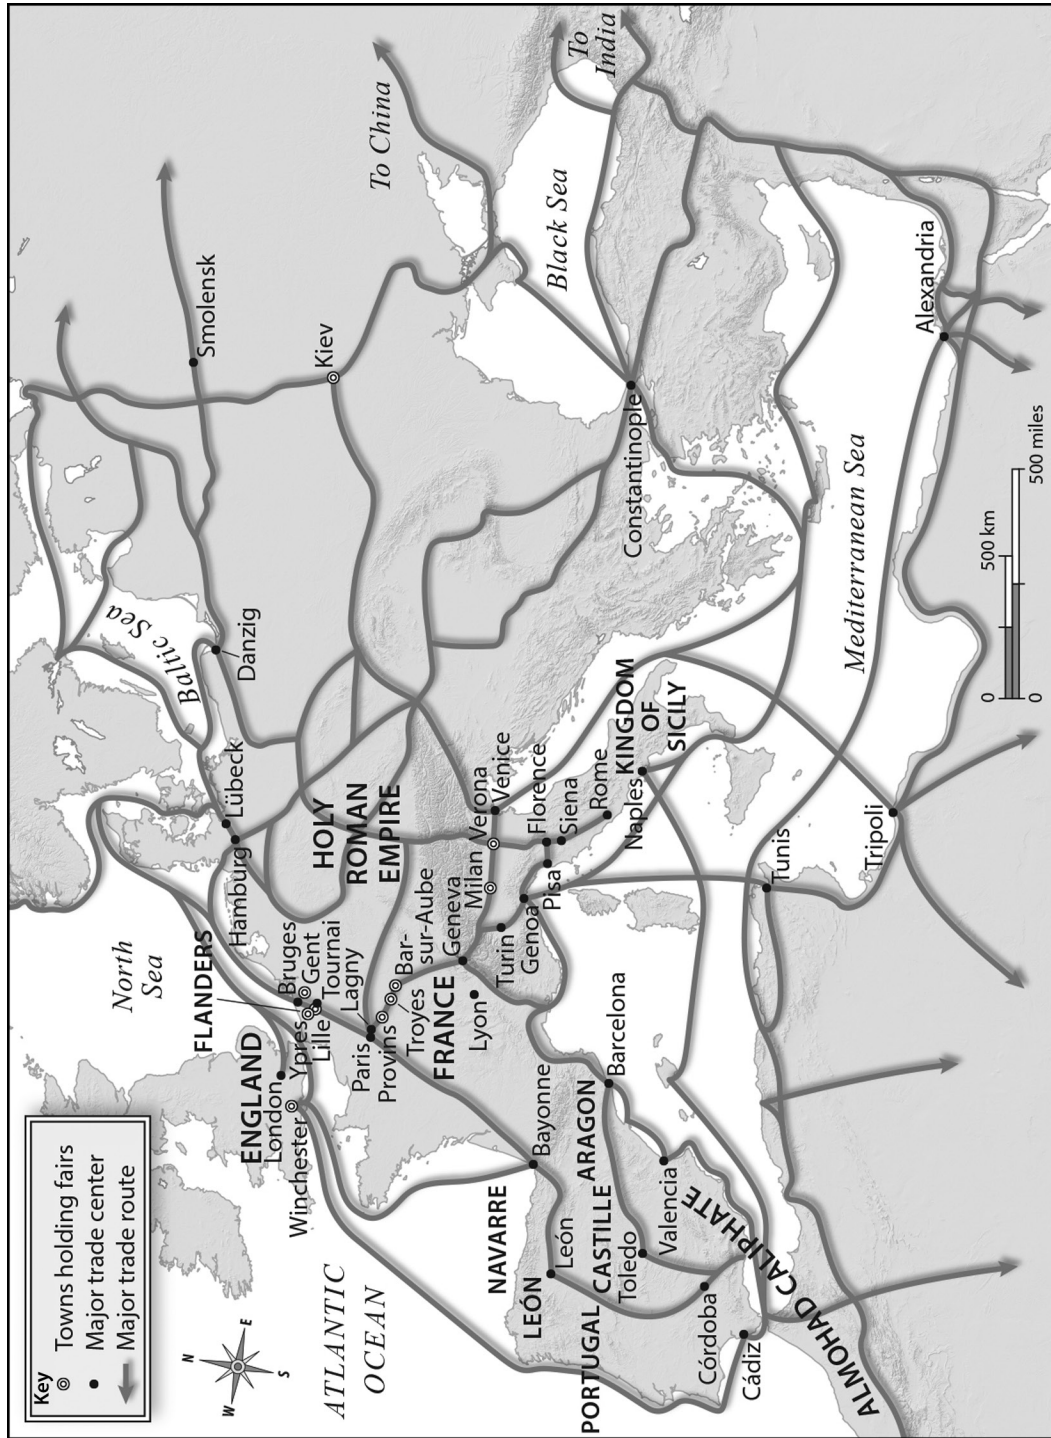 Key
Towns holding fairs
Major trade center
Major trade route
N
E
S
W
ATLANTIC
OCEAN
North
Sea
Baltic Sea
ENGLAND
London
Winchester
FLANDERS
Bruges
Gent
Ypres
Tournai
Lille
Lagny
Paris
Provins
Bar-
sur-Aube
Troyes
FRANCE
Geneva
Lyon
Hamburg
Lübeck
Danzig
Smolensk
Kiev
To China
To
India
Black Sea
HOLY
ROMAN
EMPIRE
Milan
Verona
Venice
Turin
Genoa
Pisa
Florence
Siena
Rome
Naples
KINGDOM
OF
SICILY
Constantinople
Bayonne
NAVARRE
LEÓN
León
CASTILLE
ARAGON
Barcelona
Toledo
Valencia
PORTUGAL
Córdoba
Cádiz
ALMOHAD CALIPHATE
Tunis
Tripoli
Mediterranean Sea
Alexandria
0
500 km
0
500 miles